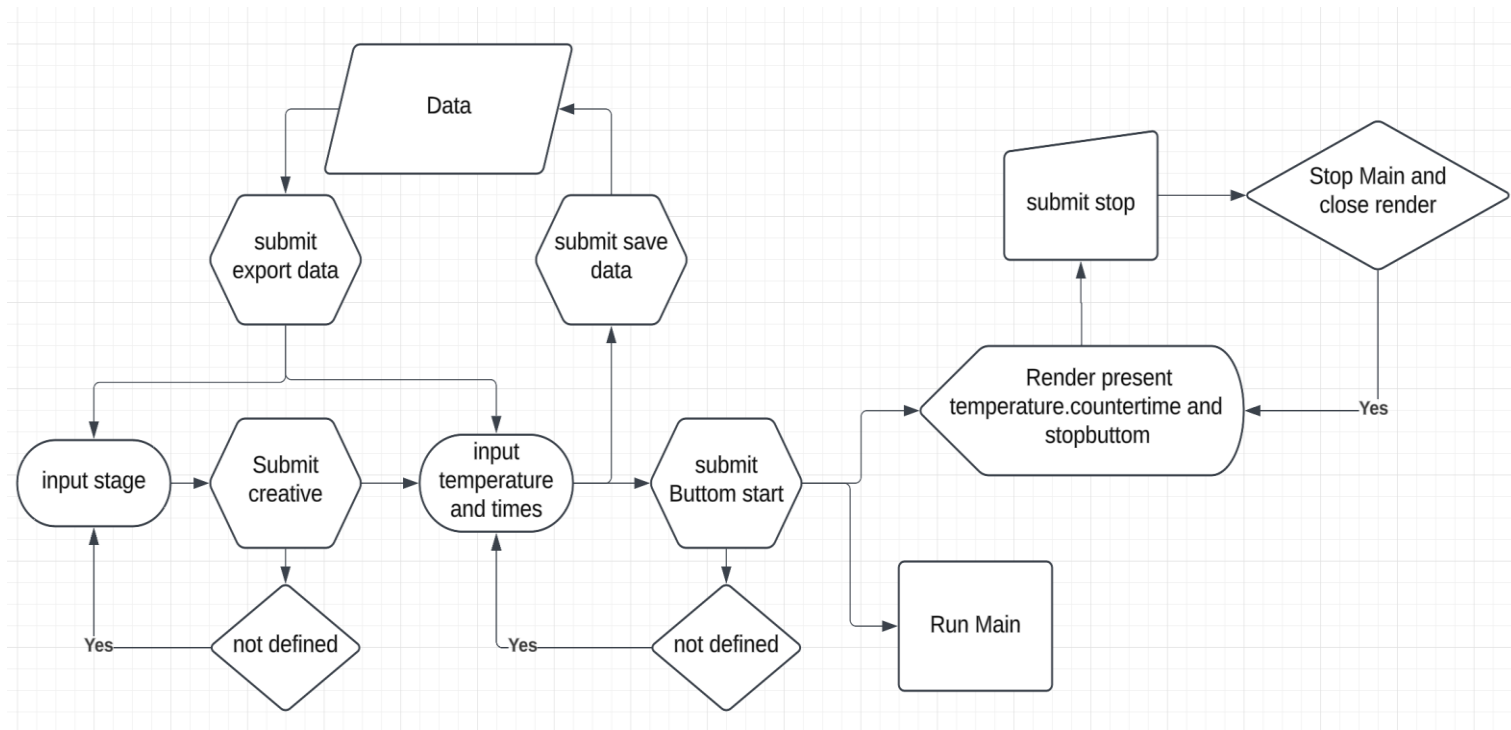 Data
submit
export data
submit save
data
submit stop
Stop Main and
close render
Render present
temperature.countertime and
stopbuttom
Yes
input stage
Submit
creative
input
temperature
and times
submit
Buttom start
Yes
not defined
Yes
not defined
Run Main